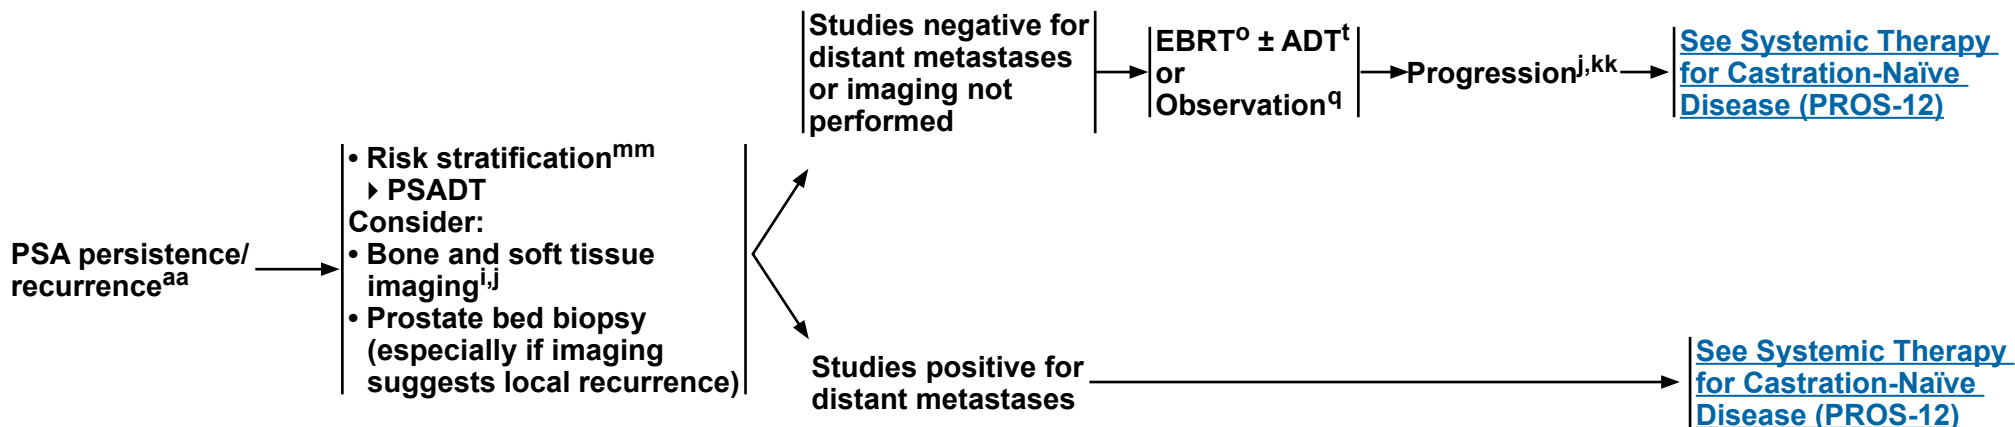 PSA persistence/
recurrenceaa
• Risk stratificationmm
▸ PSADT
Consider:
• Bone and soft tissue
imagingi,j
• Prostate bed biopsy
(especially if imaging
suggests local recurrence)
Studies negative for
distant metastases
or imaging not
performed
EBRTo ± ADTt
or
Observationq
Progressionj,kk
See Systemic Therapy
for Castration-Naïve
Disease (PROS-12)
Studies positive for
distant metastases
See Systemic Therapy
for Castration-Naïve
Disease (PROS-12)